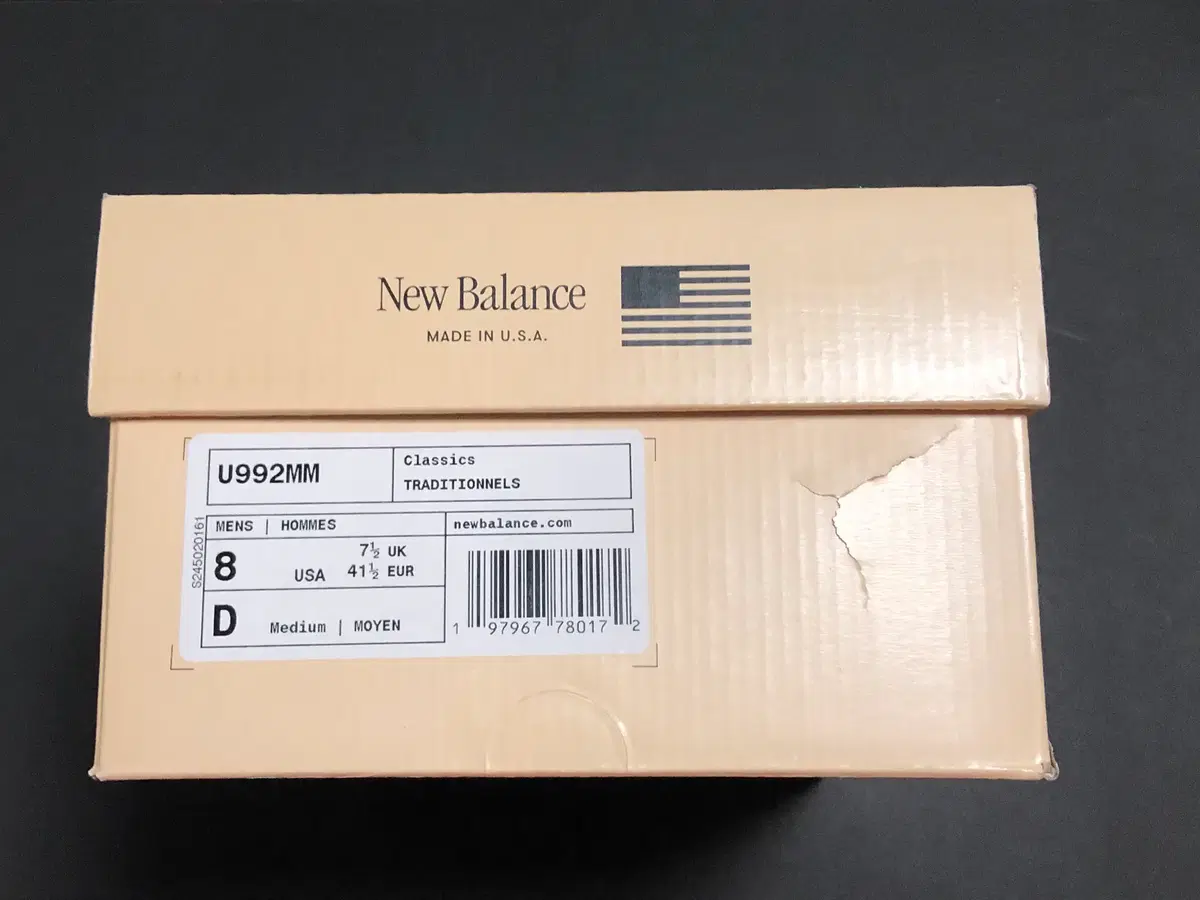 New Balance
MADE IN U.S.A.
U992MM
Classics
TRADITIONNELS
S245020161
MENS | HOMMES
newbalance.com
8
USA
7½ UK
41½ EUR
D
Medium | MOYEN
1 97967 78017 2